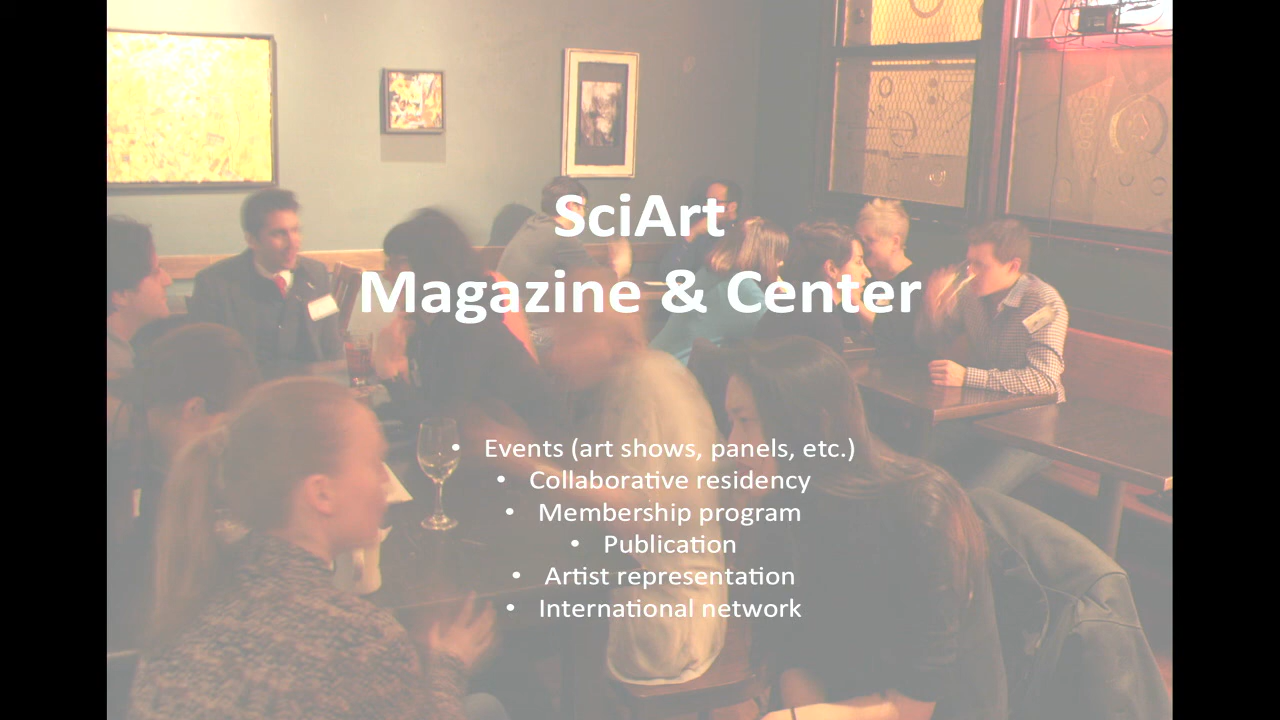 SciArt
Magazine & Center
• Events (art shows, panels, etc.)
• Collaborative residency
• Membership program
• Publication
• Artist representation
• International network